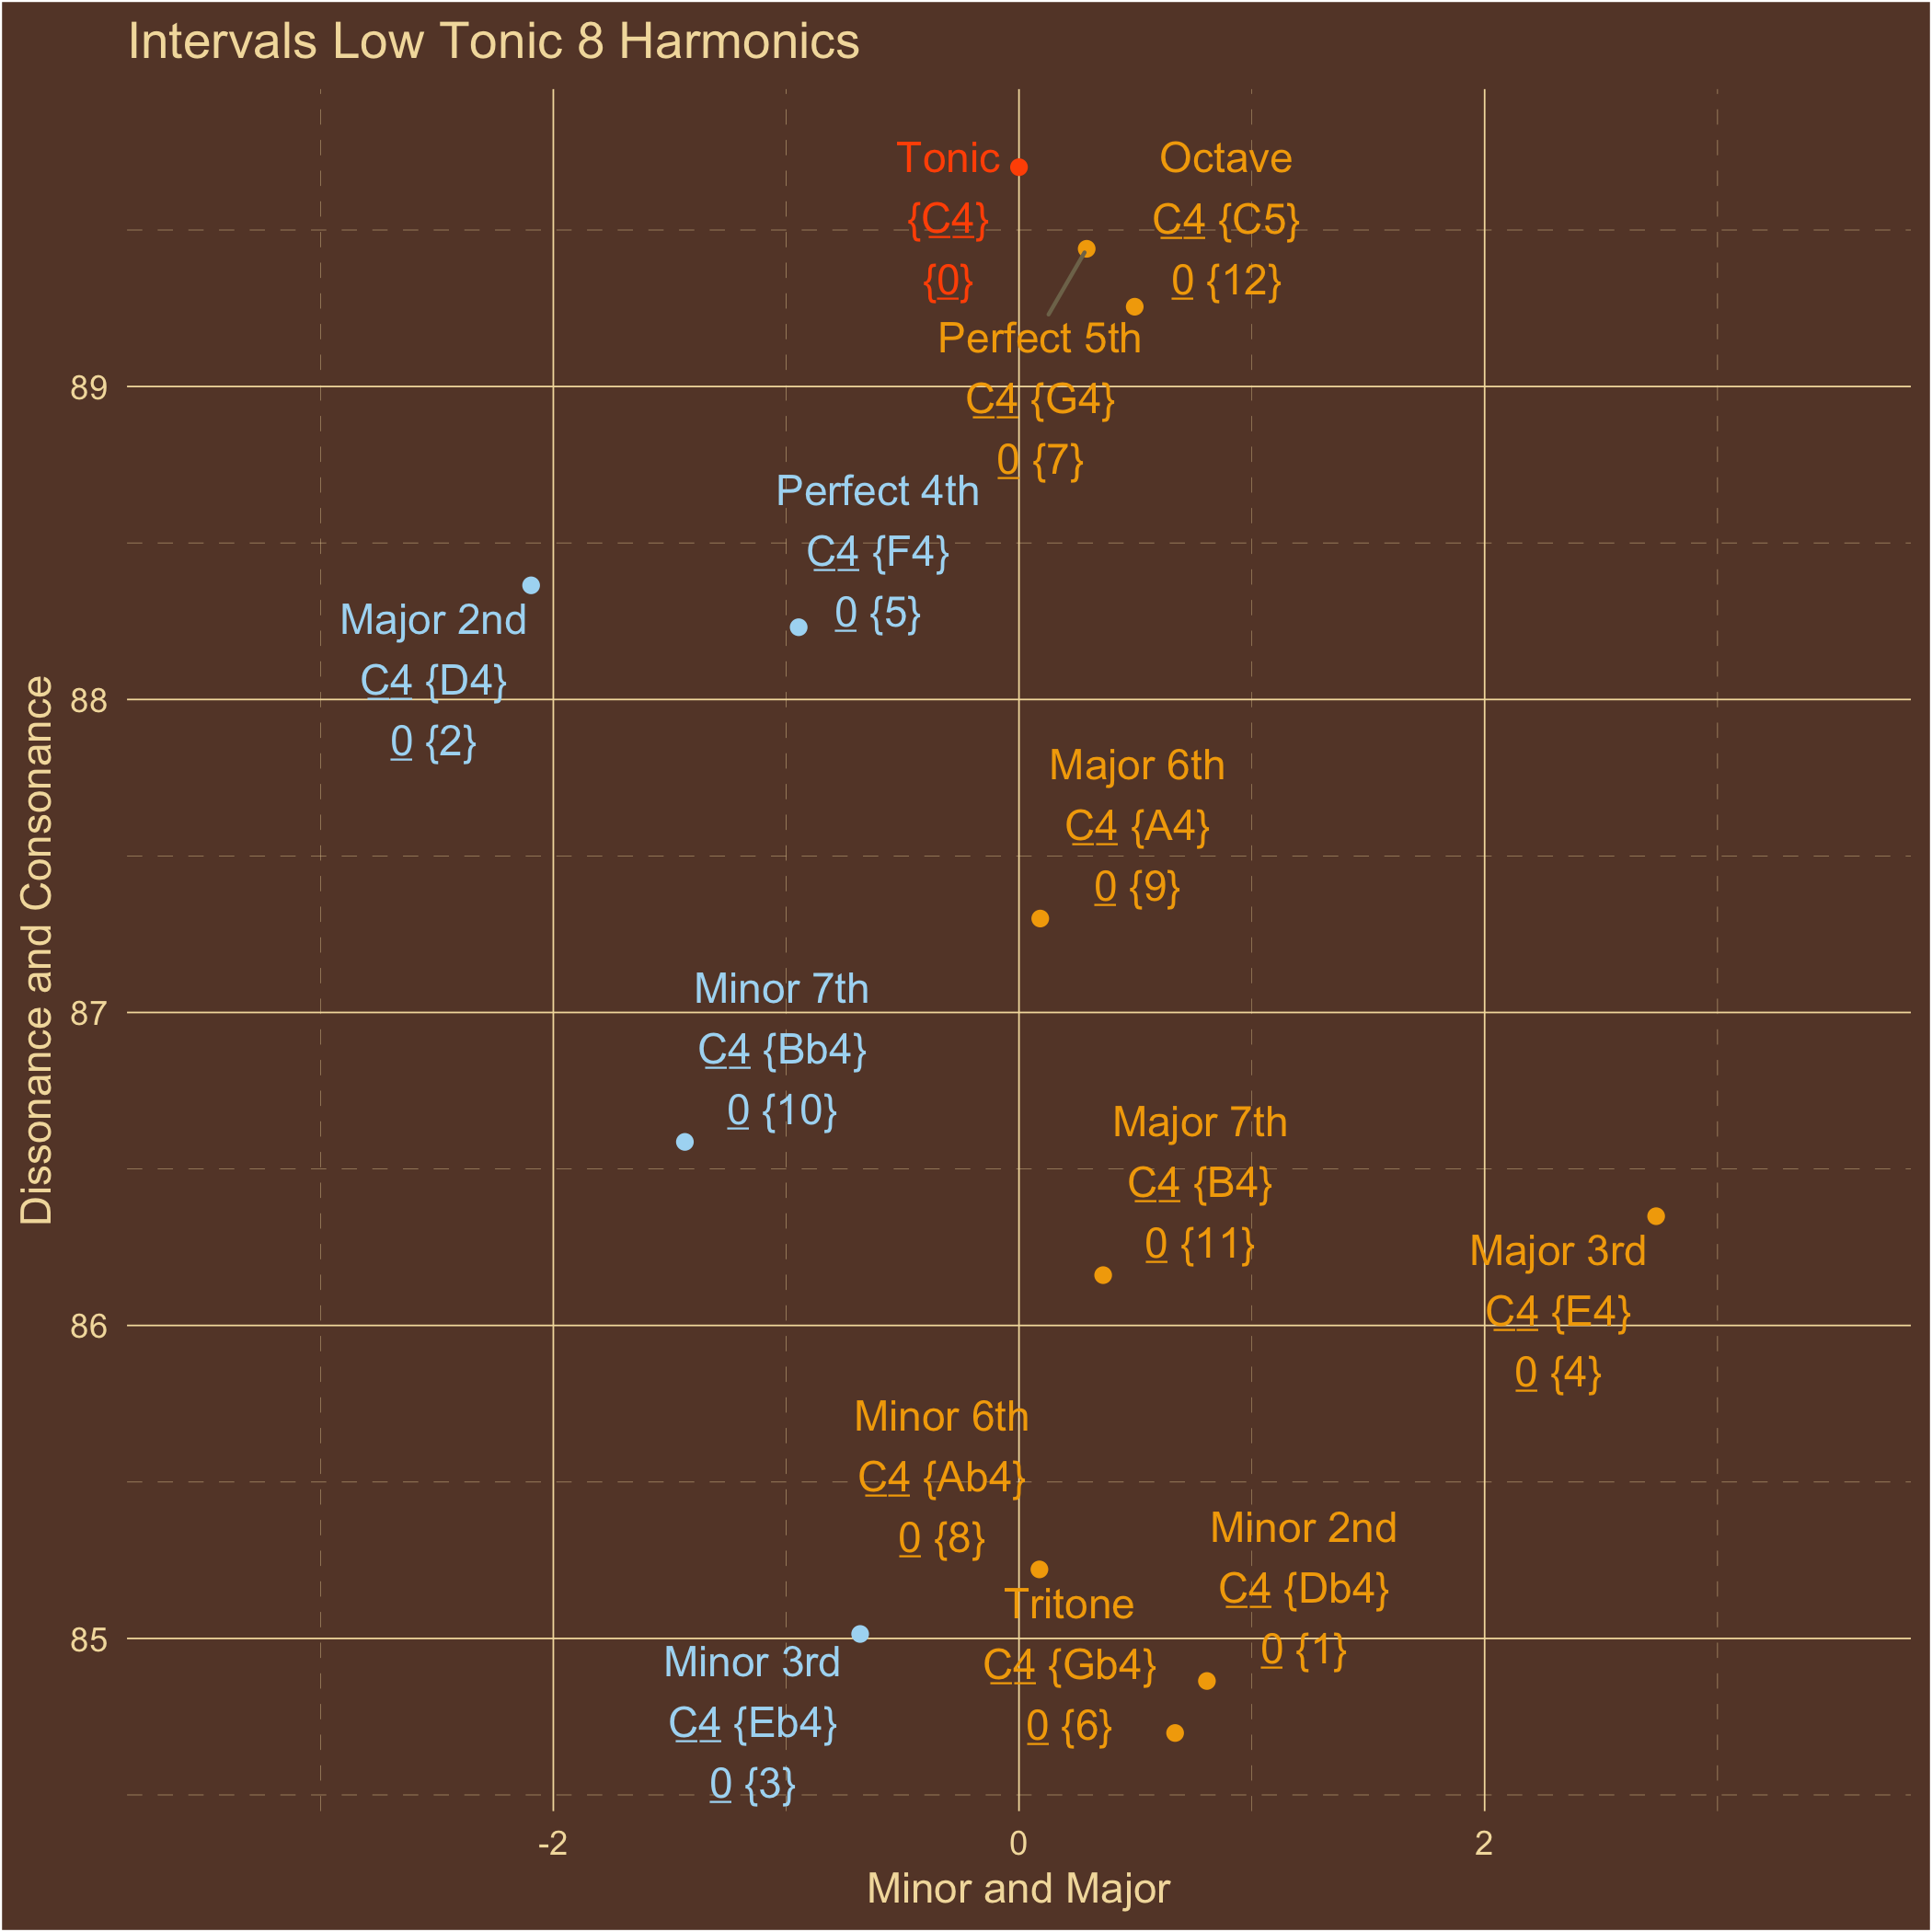 Intervals Low Tonic 8 Harmonics
Tonic
{C4}
{0}
Octave
C4 {C5}
0 {12}
Perfect 5th
C4 {G4}
0 {7}
Perfect 4th
C4 {F4}
0 {5}
Major 2nd
C4 {D4}
0 {2}
Major 6th
C4 {A4}
0 {9}
Minor 7th
C4 {Bb4}
0 {10}
Major 7th
C4 {B4}
0 {11}
Major 3rd
C4 {E4}
0 {4}
Minor 6th
C4 {Ab4}
0 {8}
Minor 2nd
C4 {Db4}
0 {1}
Tritone
C4 {Gb4}
0 {6}
Minor 3rd
C4 {Eb4}
0 {3}
89
88
87
86
85
-2
0
2
Minor and Major
Dissonance and Consonance